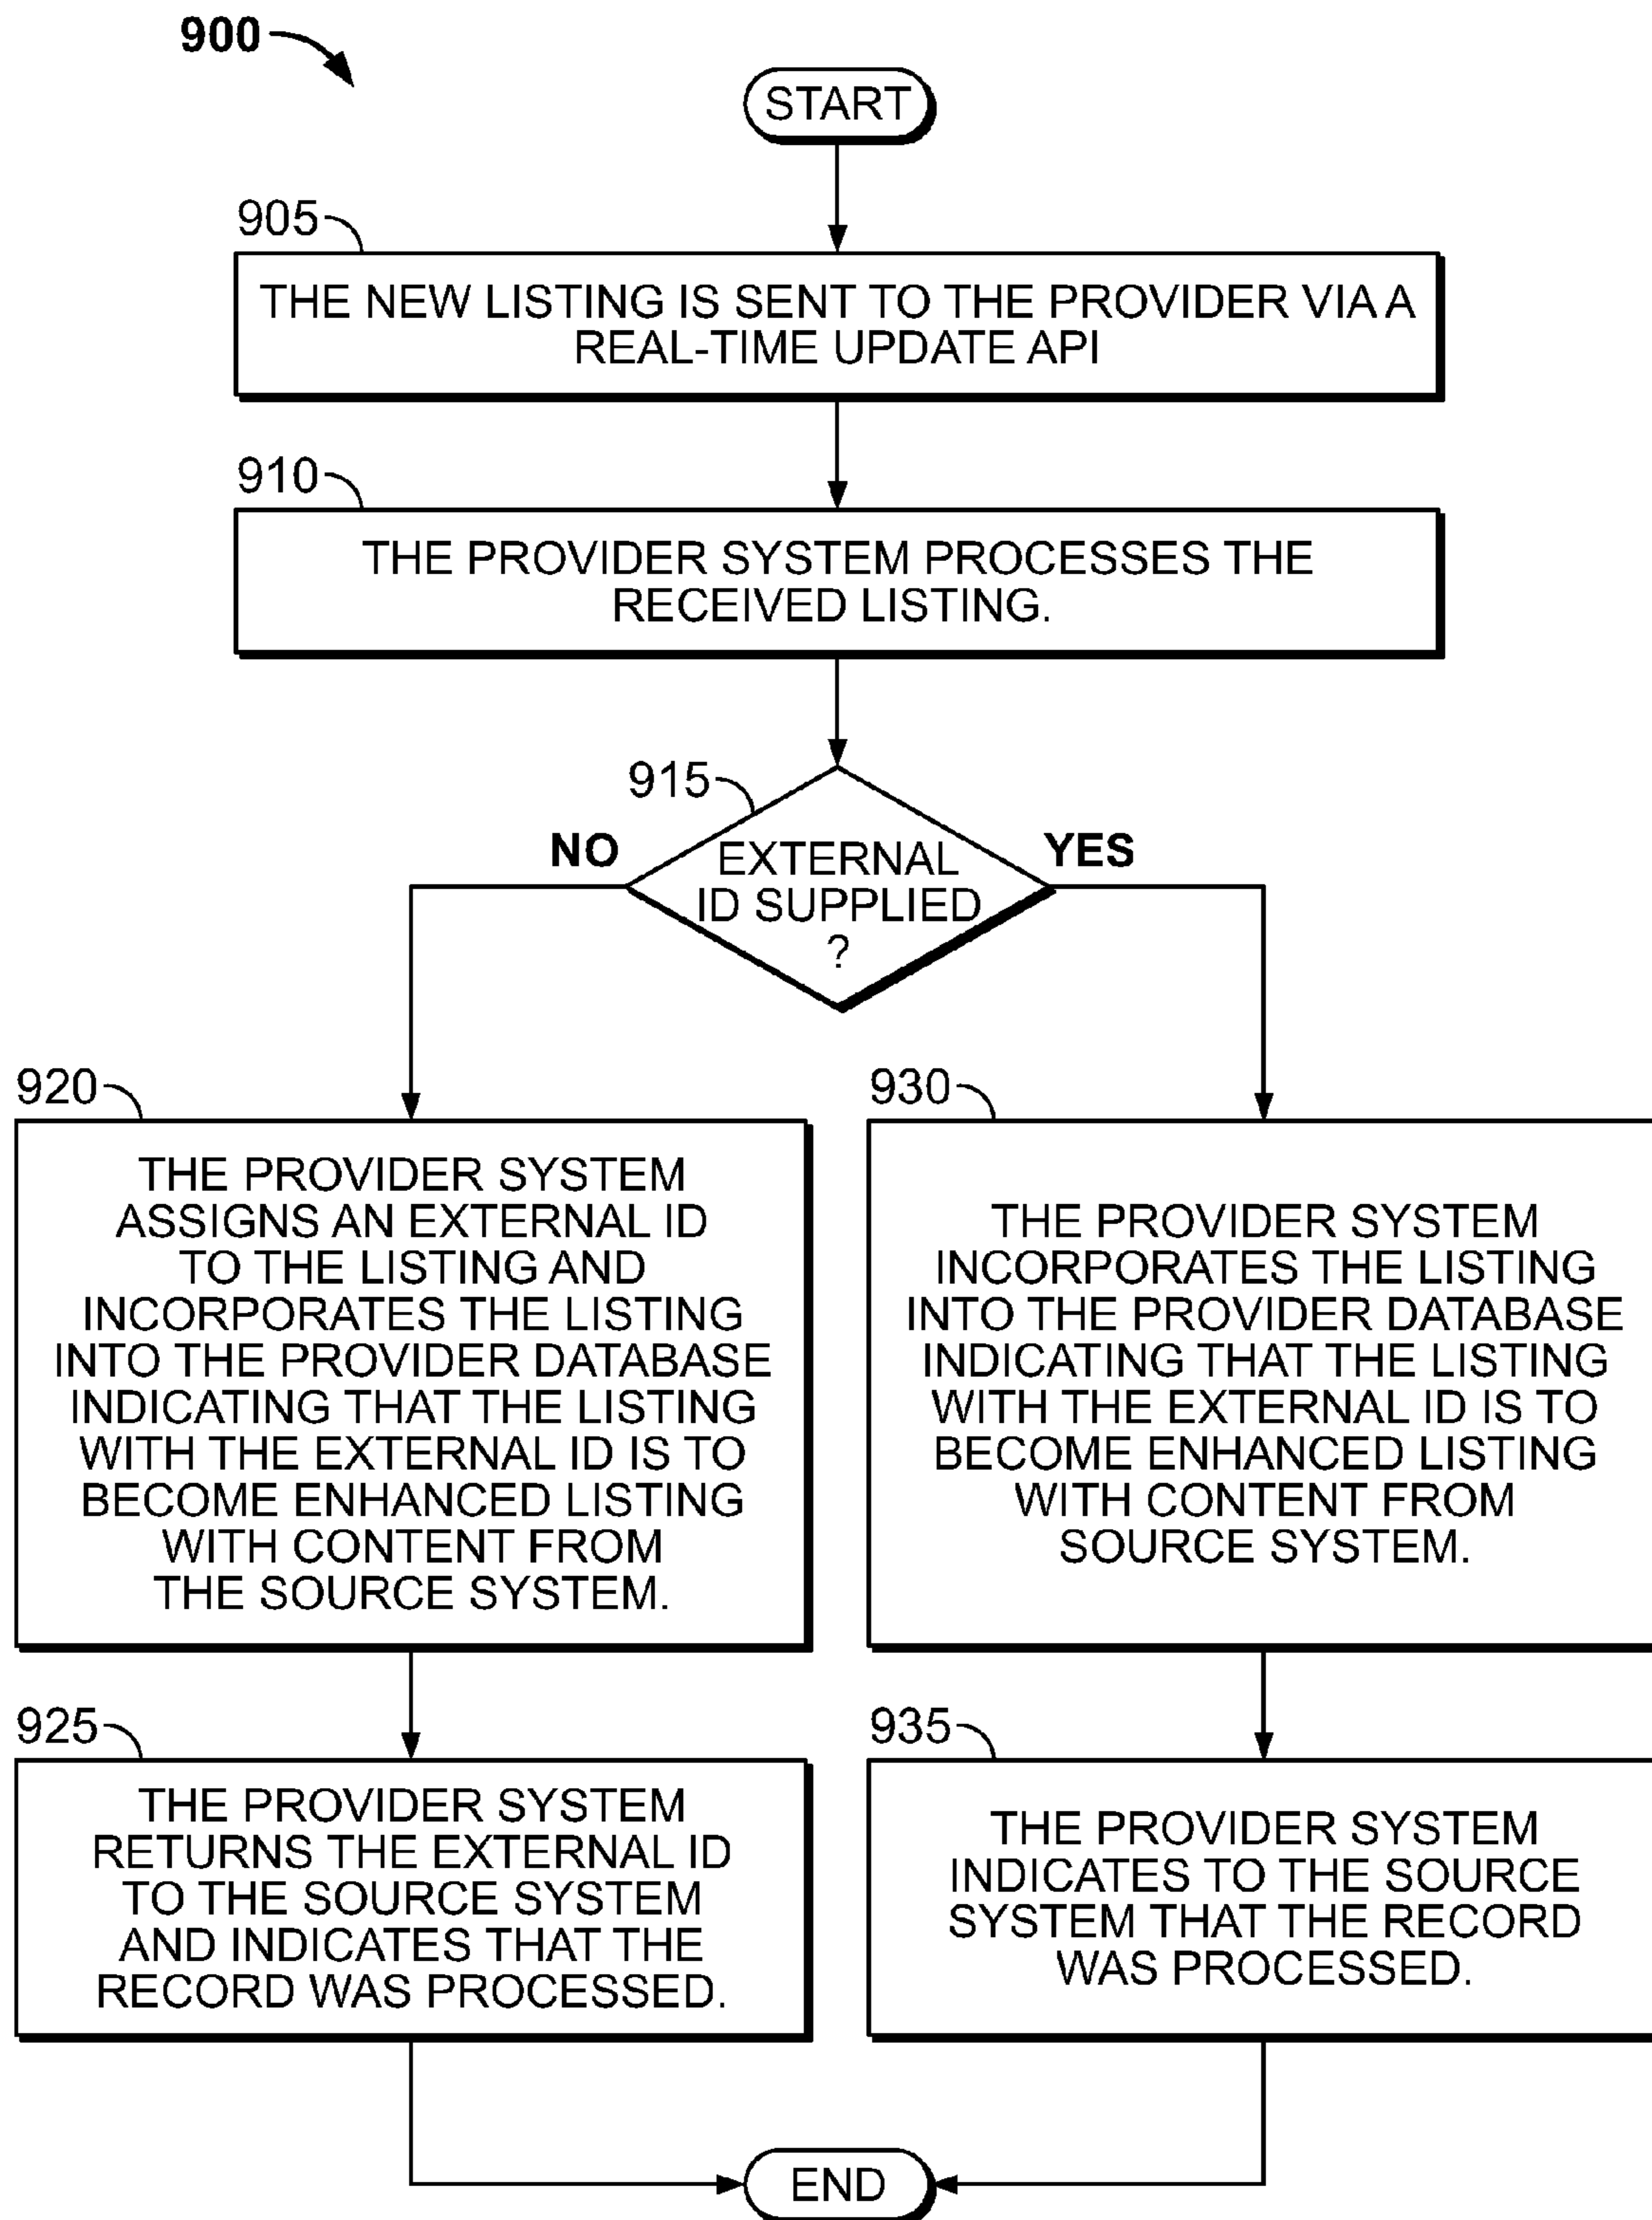 900
START
905
THE NEW LISTING IS SENT TO THE PROVIDER VIA A
REAL-TIME UPDATE API
910
THE PROVIDER SYSTEM PROCESSES THE
RECEIVED LISTING.
915
NO
YES
EXTERNAL
ID SUPPLIED
?
920
THE PROVIDER SYSTEM
ASSIGNS AN EXTERNAL ID
TO THE LISTING AND
INCORPORATES THE LISTING
INTO THE PROVIDER DATABASE
INDICATING THAT THE LISTING
WITH THE EXTERNAL ID IS TO
BECOME ENHANCED LISTING
WITH CONTENT FROM
THE SOURCE SYSTEM.
930
THE PROVIDER SYSTEM
INCORPORATES THE LISTING
INTO THE PROVIDER DATABASE
INDICATING THAT THE LISTING
WITH THE EXTERNAL ID IS TO
BECOME ENHANCED LISTING
WITH CONTENT FROM
SOURCE SYSTEM.
925
THE PROVIDER SYSTEM
RETURNS THE EXTERNAL ID
TO THE SOURCE SYSTEM
AND INDICATES THAT THE
RECORD WAS PROCESSED.
935
THE PROVIDER SYSTEM
INDICATES TO THE SOURCE
SYSTEM THAT THE RECORD
WAS PROCESSED.
END